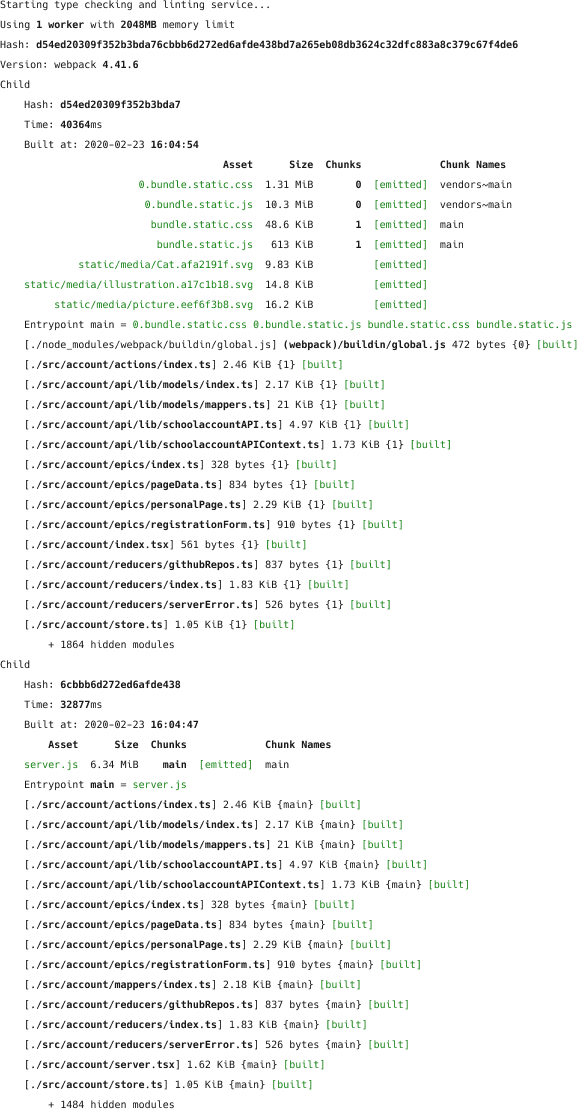 Starting type checking and linting service...
Using 1 worker with 2048MB memory limit
Hash: d54ed20309f352b3bda76cbbb6d272ed6afde438bd7a265eb08db3624c32dfc883a8c379c67f4de6
Version: webpack 4.41.6
Child
Hash: d54ed20309f352b3bda7
Time: 40364ms
Built at: 2020-02-23 16:04:54
Asset Size Chunks Chunk Names
0.bundle.static.css 1.31 MiB 0 [emitted] vendors~main
0.bundle.static.js 10.3 MiB 0 [emitted] vendors~main
bundle.static.css 48.6 KiB 1 [emitted] main
bundle.static.js 613 KiB 1 [emitted] main
static/media/Cat.afa2191f.svg 9.83 KiB [emitted]
static/media/illustration.a17c1b18.svg 14.8 KiB [emitted]
static/media/picture.eef6f3b8.svg 16.2 KiB [emitted]
Entrypoint main = 0.bundle.static.css 0.bundle.static.js bundle.static.css bundle.static.js
[./node_modules/webpack/buildin/global.js] (webpack)/buildin/global.js 472 bytes {0} [built]
[./src/account/actions/index.ts] 2.46 KiB {1} [built]
[./src/account/api/lib/models/index.ts] 2.17 KiB {1} [built]
[./src/account/api/lib/models/mappers.ts] 21 KiB {1} [built]
[./src/account/api/lib/schoolaccountAPI.ts] 4.97 KiB {1} [built]
[./src/account/api/lib/schoolaccountAPIContext.ts] 1.73 KiB {1} [built]
[./src/account/epics/index.ts] 328 bytes {1} [built]
[./src/account/epics/pageData.ts] 834 bytes {1} [built]
[./src/account/epics/personalPage.ts] 2.29 KiB {1} [built]
[./src/account/epics/registrationForm.ts] 910 bytes {1} [built]
[./src/account/index.tsx] 561 bytes {1} [built]
[./src/account/reducers/githubRepos.ts] 837 bytes {1} [built]
[./src/account/reducers/index.ts] 1.83 KiB {1} [built]
[./src/account/reducers/serverError.ts] 526 bytes {1} [built]
[./src/account/store.ts] 1.05 KiB {1} [built]
+ 1864 hidden modules
Child
Hash: 6cbbb6d272ed6afde438
Time: 32877ms
Built at: 2020-02-23 16:04:47
Asset Size Chunks Chunk Names
server.js 6.34 MiB main [emitted] main
Entrypoint main = server.js
[./src/account/actions/index.ts] 2.46 KiB {main} [built]
[./src/account/api/lib/models/index.ts] 2.17 KiB {main} [built]
[./src/account/api/lib/models/mappers.ts] 21 KiB {main} [built]
[./src/account/api/lib/schoolaccountAPI.ts] 4.97 KiB {main} [built]
[./src/account/api/lib/schoolaccountAPIContext.ts] 1.73 KiB {main} [built]
[./src/account/epics/index.ts] 328 bytes {main} [built]
[./src/account/epics/pageData.ts] 834 bytes {main} [built]
[./src/account/epics/personalPage.ts] 2.29 KiB {main} [built]
[./src/account/epics/registrationForm.ts] 910 bytes {main} [built]
[./src/account/mappers/index.ts] 2.18 KiB {main} [built]
[./src/account/reducers/githubRepos.ts] 837 bytes {main} [built]
[./src/account/reducers/index.ts] 1.83 KiB {main} [built]
[./src/account/reducers/serverError.ts] 526 bytes {main} [built]
[./src/account/server.tsx] 1.62 KiB {main} [built]
[./src/account/store.ts] 1.05 KiB {main} [built]
+ 1484 hidden modules